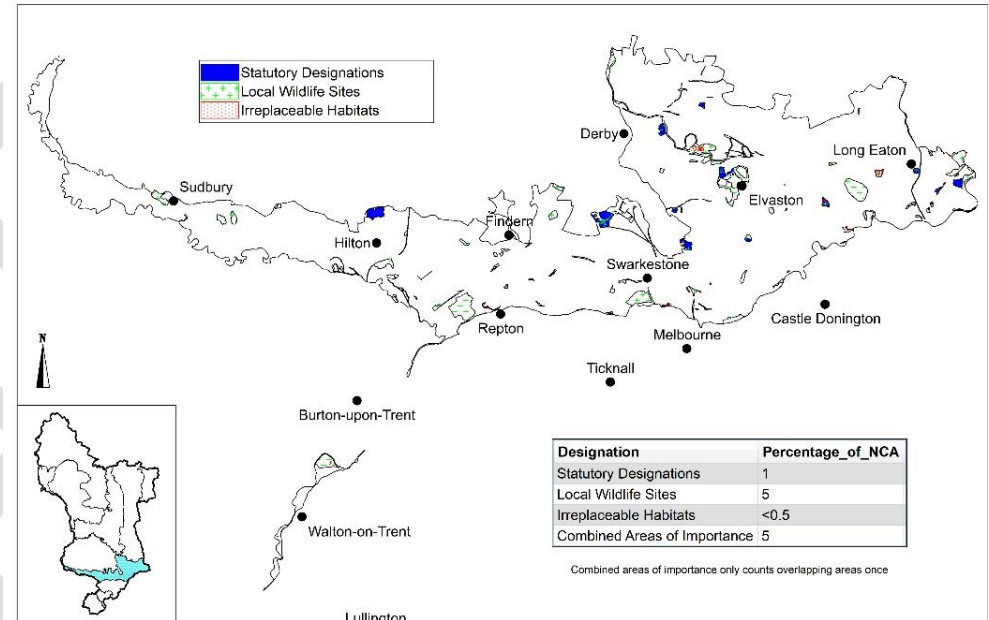 Statutory Designations
Local Wildlife Sites
Irreplaceable Habitats
Derby
Long Eaton
Sudbury
Elvaston
Findern
Hilton
Swarkestone
Castle Donington
Repton
Melbourne
N
Ticknall
Burton-upon-Trent
Designation Percentage_of_NCA
Statutory Designations 1
Local Wildlife Sites 5
Irreplaceable Habitats <0.5
Combined Areas of Importance 5
Walton-on-Trent
Combined areas of importance only counts overlapping areas once
Lullington